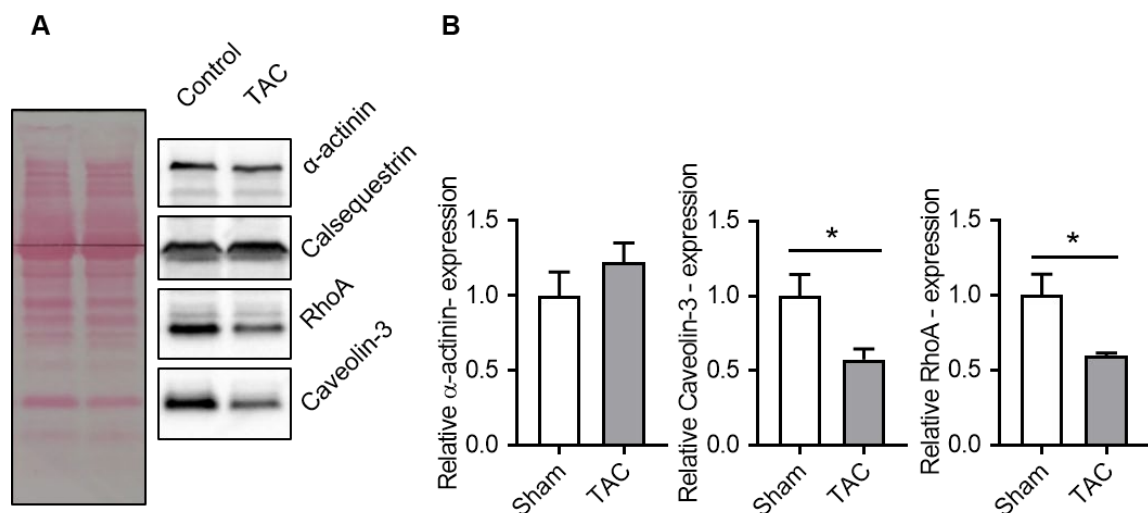 A
Control
TAC
α-actinin
Calsequestrin
RhoA
Caveolin-3
B
Relative α-actinin- expression
1.5
1.0
0.5
0.0
Sham
TAC
Relative Caveolin-3 - expression
1.5
1.0
0.5
0.0
*
Sham
TAC
Relative RhoA - expression
1.5
1.0
0.5
0.0
*
Sham
TAC